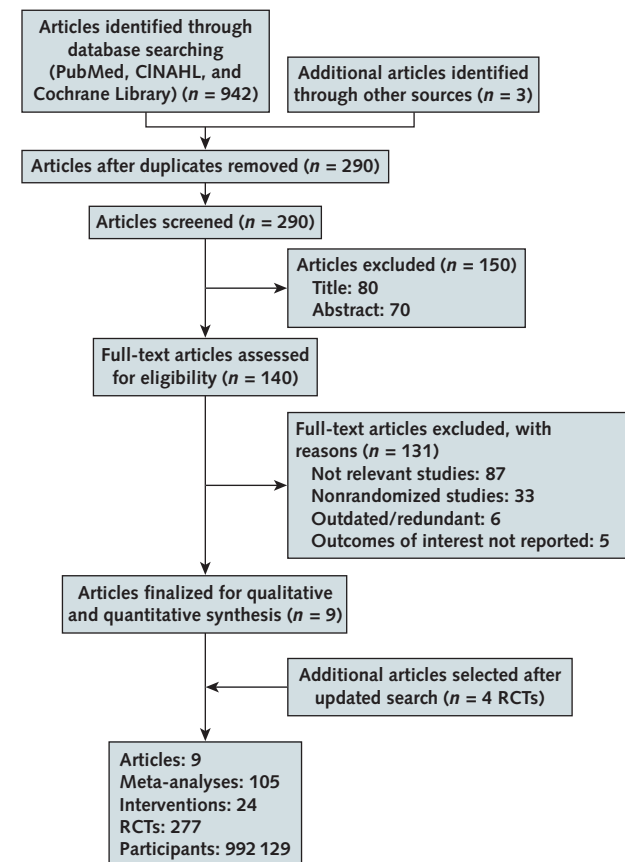 Articles identified through
database searching
(PubMed, CINAHL, and
Cochrane Library) (n = 942)
Additional articles identified
through other sources (n = 3)
Articles after duplicates removed (n = 290)
Articles screened (n = 290)
Articles excluded (n = 150)
Title: 80
Abstract: 70
Full-text articles assessed
for eligibility (n = 140)
Full-text articles excluded, with
reasons (n = 131)
Not relevant studies: 87
Nonrandomized studies: 33
Outdated/redundant: 6
Outcomes of interest not reported: 5
Articles finalized for qualitative
and quantitative synthesis (n = 9)
Additional articles selected after
updated search (n = 4 RCTs)
Articles: 9
Meta-analyses: 105
Interventions: 24
RCTs: 277
Participants: 992 129